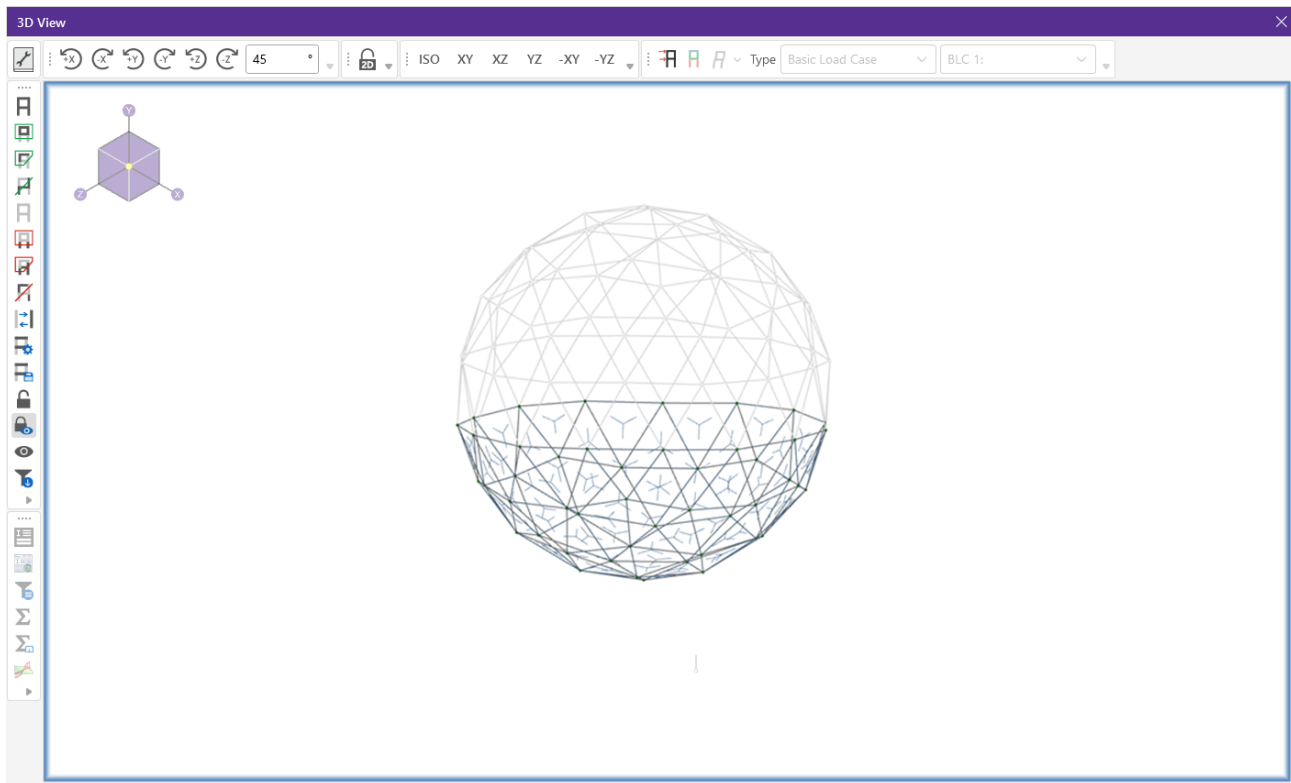 3D View
+X -X +Y -Y +Z -Z 45 ° 2D ISO XY XZ YZ -XY -YZ Type Basic Load Case BLC 1:
Y
Z
X